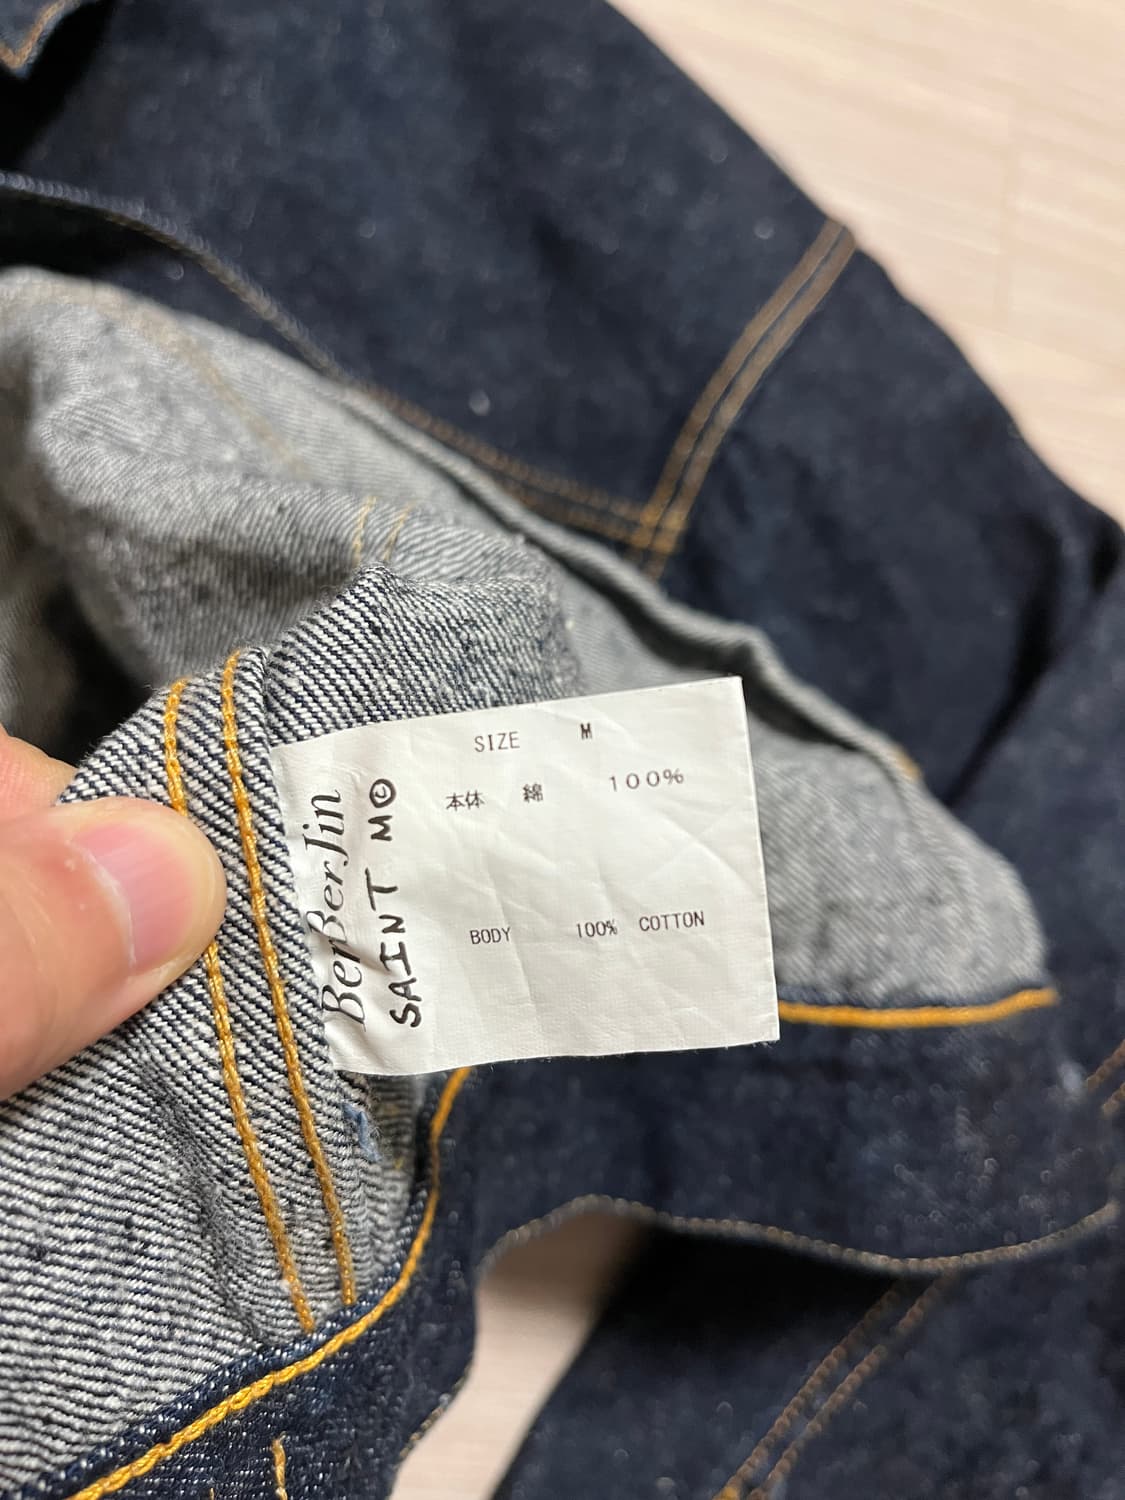 SIZE M
本体 綿 100%
BODY 100% COTTON
BerBerJin
SAINT M©